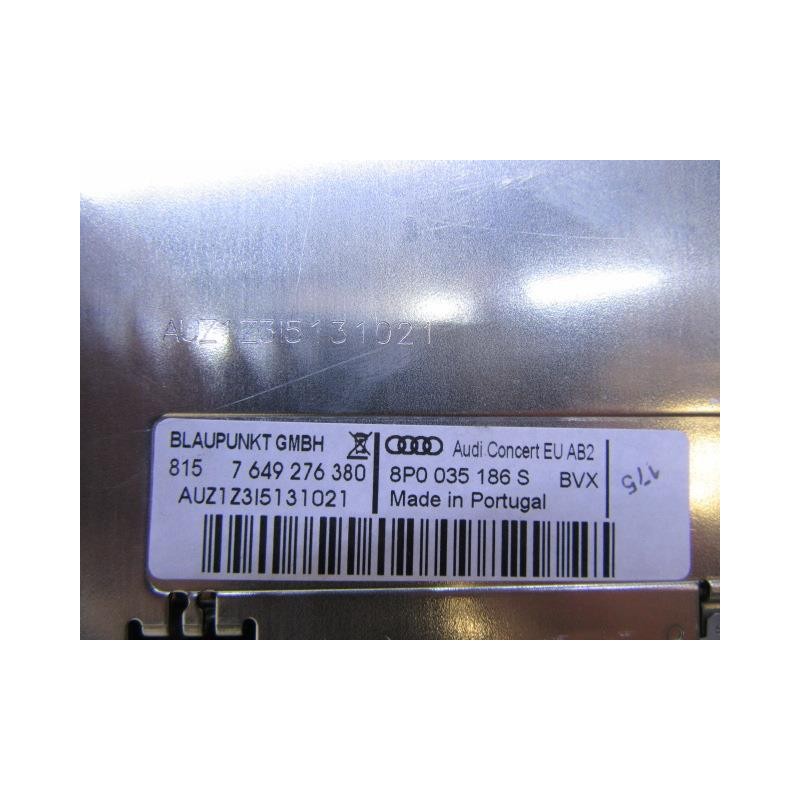 AUZ1Z3I5131021
BLAUPUNKT GMBH
815 7 649 276 380
AUZ1Z3I5131021
Audi Concert EU AB2
8P0 035 186 S BVX
Made in Portugal
175